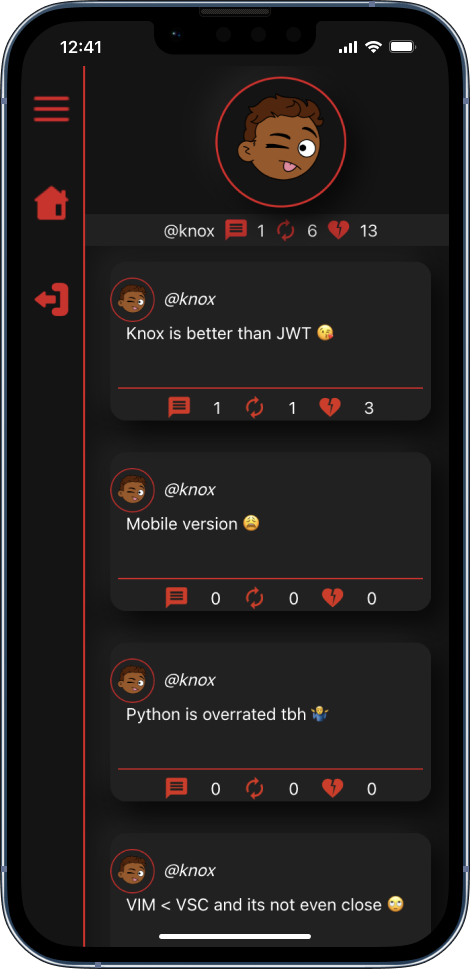 12:41
@knox 1 6 13
@knox
Knox is better than JWT 😘
1 1 3
@knox
Mobile version 😩
0 0 0
@knox
Python is overrated tbh 🤷‍♂️
0 0 0
@knox
VIM < VSC and its not even close 🙄